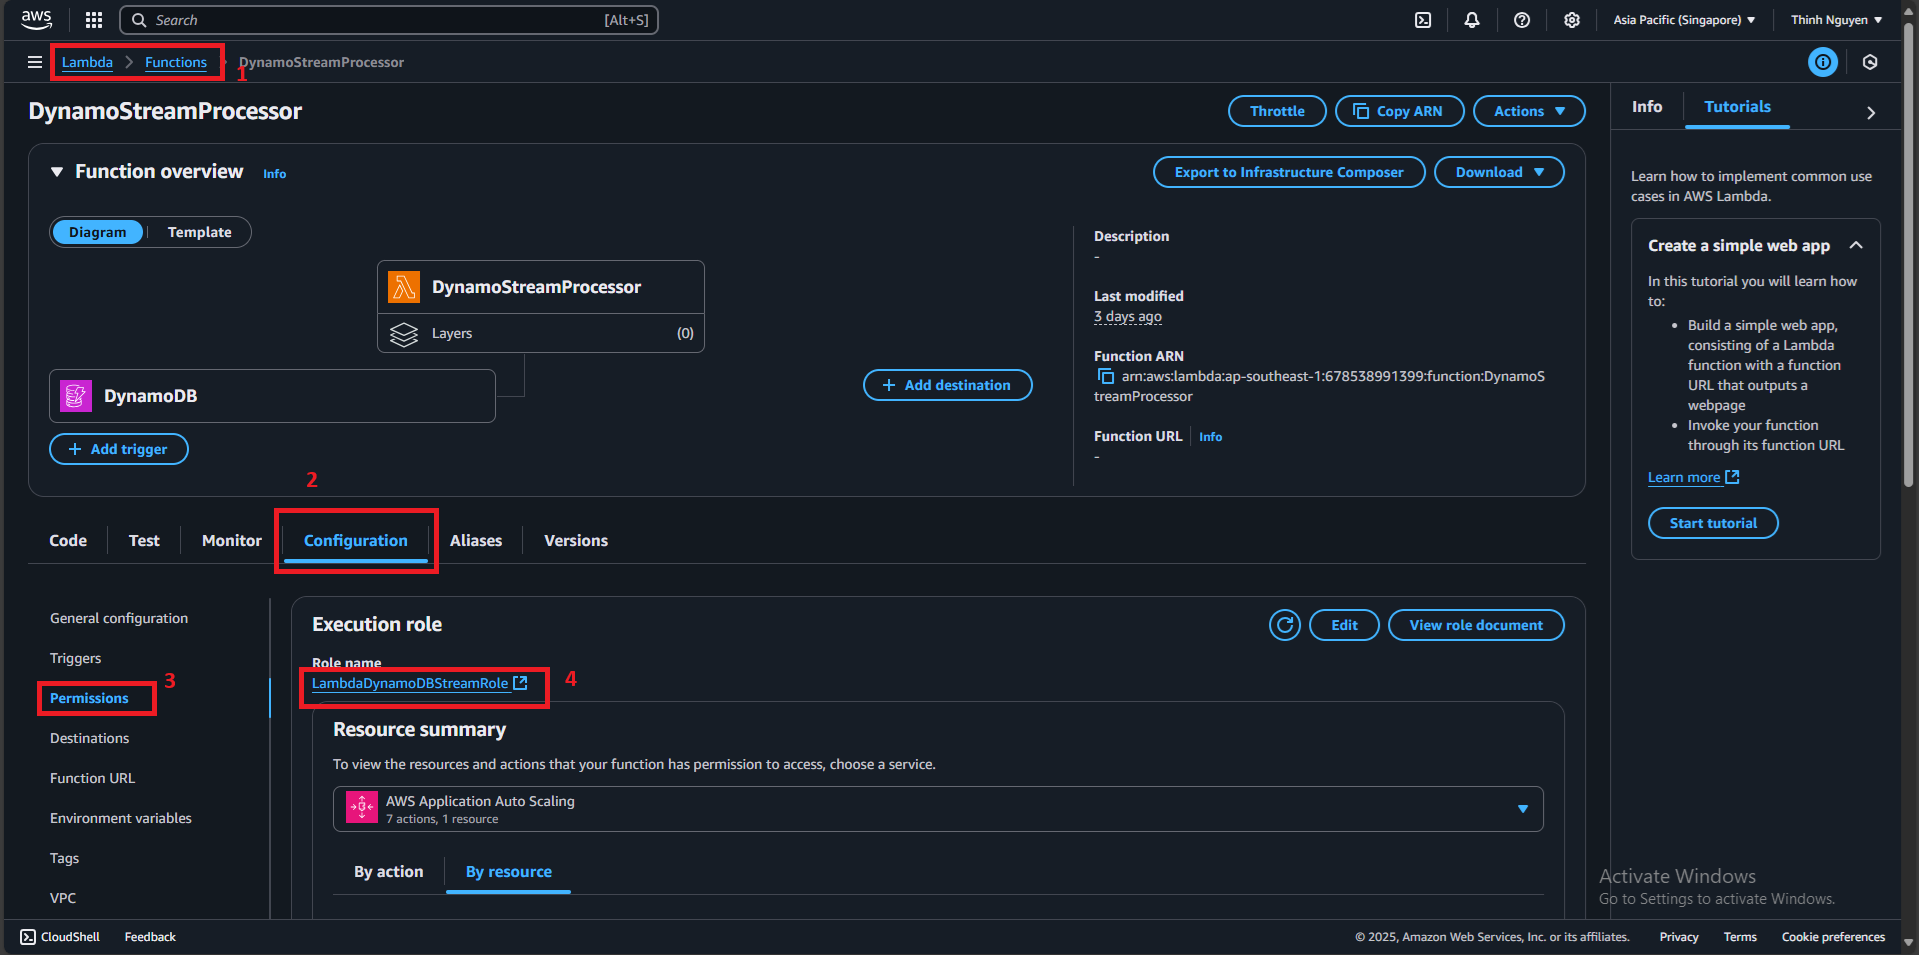 aws
Search
[Alt+S]
Asia Pacific (Singapore)
Thinh Nguyen
Lambda
Functions
DynamoStreamProcessor
1
DynamoStreamProcessor
Throttle
Copy ARN
Actions
Info
Tutorials
Function overview
Info
Export to Infrastructure Composer
Download
Diagram
Template
DynamoStreamProcessor
Layers
(0)
DynamoDB
Add trigger
Add destination
Description
-
Last modified
3 days ago
Function ARN
arn:aws:lambda:ap-southeast-1:678538991399:function:DynamoS
treamProcessor
Function URL
Info
-
Learn how to implement common use
cases in AWS Lambda.
Create a simple web app
In this tutorial you will learn how
to:
• Build a simple web app,
consisting of a Lambda
function with a function
URL that outputs a
webpage
• Invoke your function
through its function URL
Learn more
Start tutorial
2
Code
Test
Monitor
Configuration
Aliases
Versions
General configuration
Triggers
Permissions
3
Destinations
Function URL
Environment variables
Tags
VPC
Execution role
Edit
View role document
Role name
LambdaDynamoDBStreamRole
4
Resource summary
To view the resources and actions that your function has permission to access, choose a service.
AWS Application Auto Scaling
7 actions, 1 resource
By action
By resource
Activate Windows
Go to Settings to activate Windows.
CloudShell
Feedback
© 2025, Amazon Web Services, Inc. or its affiliates.
Privacy
Terms
Cookie preferences